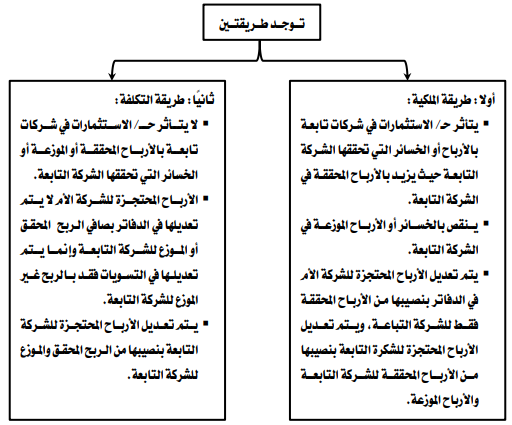 توجد طريقتين
أولا : طريقة الملكية :
▪ يتأثر حـ/ الاستثمارات في شركات تابعة
بالأرباح أو الخسائر التي تحققها الشركة
التابعة حيث يزيد بالأرباح المحققة في
الشركة التابعة.
▪ ينقص بالخسائر أو الأرباح الموزعة في
الشركة التابعة.
▪ يتم تعديل الأرباح المحتجزة للشركة الأم
في الدفاتر بنصيبها من الأرباح المحققة
فقط للشركة التباعة، ويتم تعديل
الأرباح المحتجزة للشكرة التابعة بنصيبها
من الأرباح المحققة للشركة التابعة
والأرباح الموزعة.
ثانيًا : طريقة التكلفة :
▪ لا يتأثر حـ/ الاستثمارات في شركات
تابعة بالأرباح المحققة أو الموزعة أو
الخسائر التي تحققها الشركة التابعة.
▪ الأرباح المحتجزة للشركة الأم لا يتم
تعديلها في الدفاتر بصافي الربح المحقق
أو الموزع للشركة التابعة وإنما يتم
تعديلها في التسويات فقد بالربح غير
الموزع للشركة التابعة.
▪ يتم تعديل الأرباح المحتجزة للشركة
التابعة بنصيبها من الربح المحقق والموزع
للشركة التابعة.